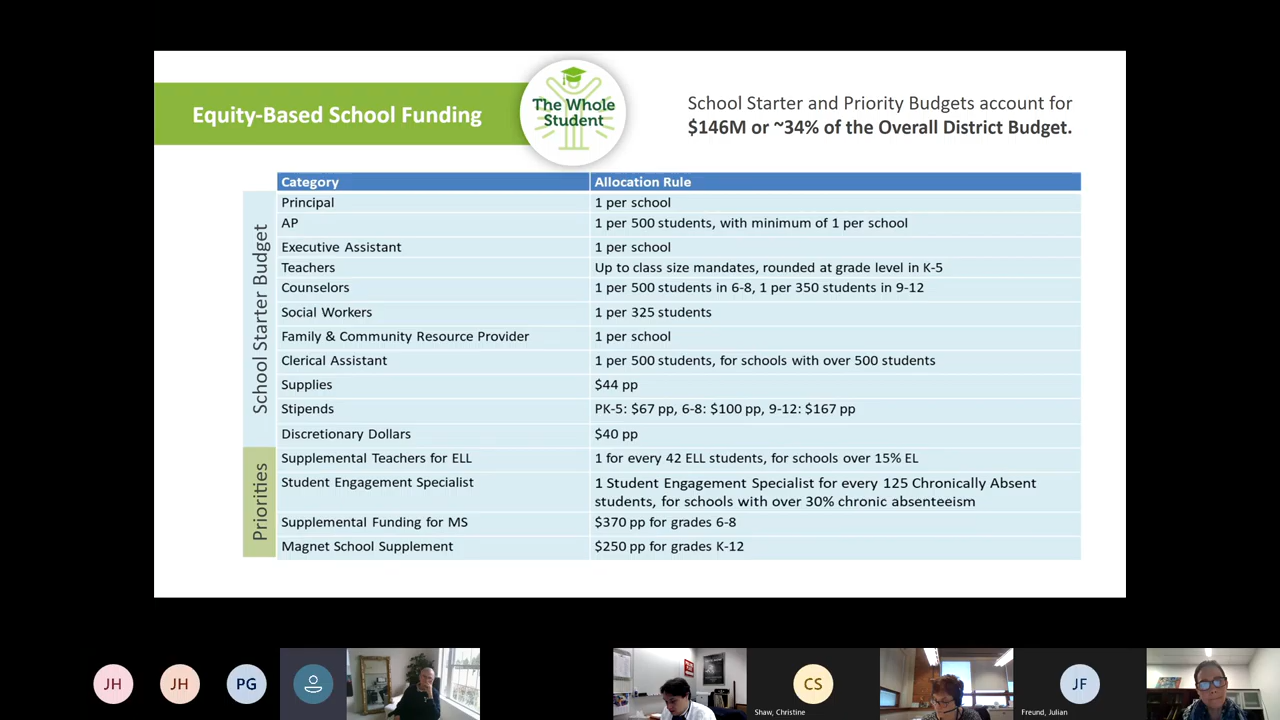 Equity-Based School Funding
The Whole
Student
School Starter and Priority Budgets account for
$146M or ~34% of the Overall District Budget.
Category Allocation Rule
School Starter Budget
Principal 1 per school
AP 1 per 500 students, with minimum of 1 per school
Executive Assistant 1 per school
Teachers Up to class size mandates, rounded at grade level in K-5
Counselors 1 per 500 students in 6-8, 1 per 350 students in 9-12
Social Workers 1 per 325 students
Family & Community Resource Provider 1 per school
Clerical Assistant 1 per 500 students, for schools with over 500 students
Supplies $44 pp
Stipends PK-5: $67 pp, 6-8: $100 pp, 9-12: $167 pp
Discretionary Dollars $40 pp
Priorities
Supplemental Teachers for ELL 1 for every 42 ELL students, for schools over 15% EL
Student Engagement Specialist 1 Student Engagement Specialist for every 125 Chronically Absent
students, for schools with over 30% chronic absenteeism
Supplemental Funding for MS $370 pp for grades 6-8
Magnet School Supplement $250 pp for grades K-12
JH
JH
PG
CS
Shaw, Christine
JF
Freund, Julian